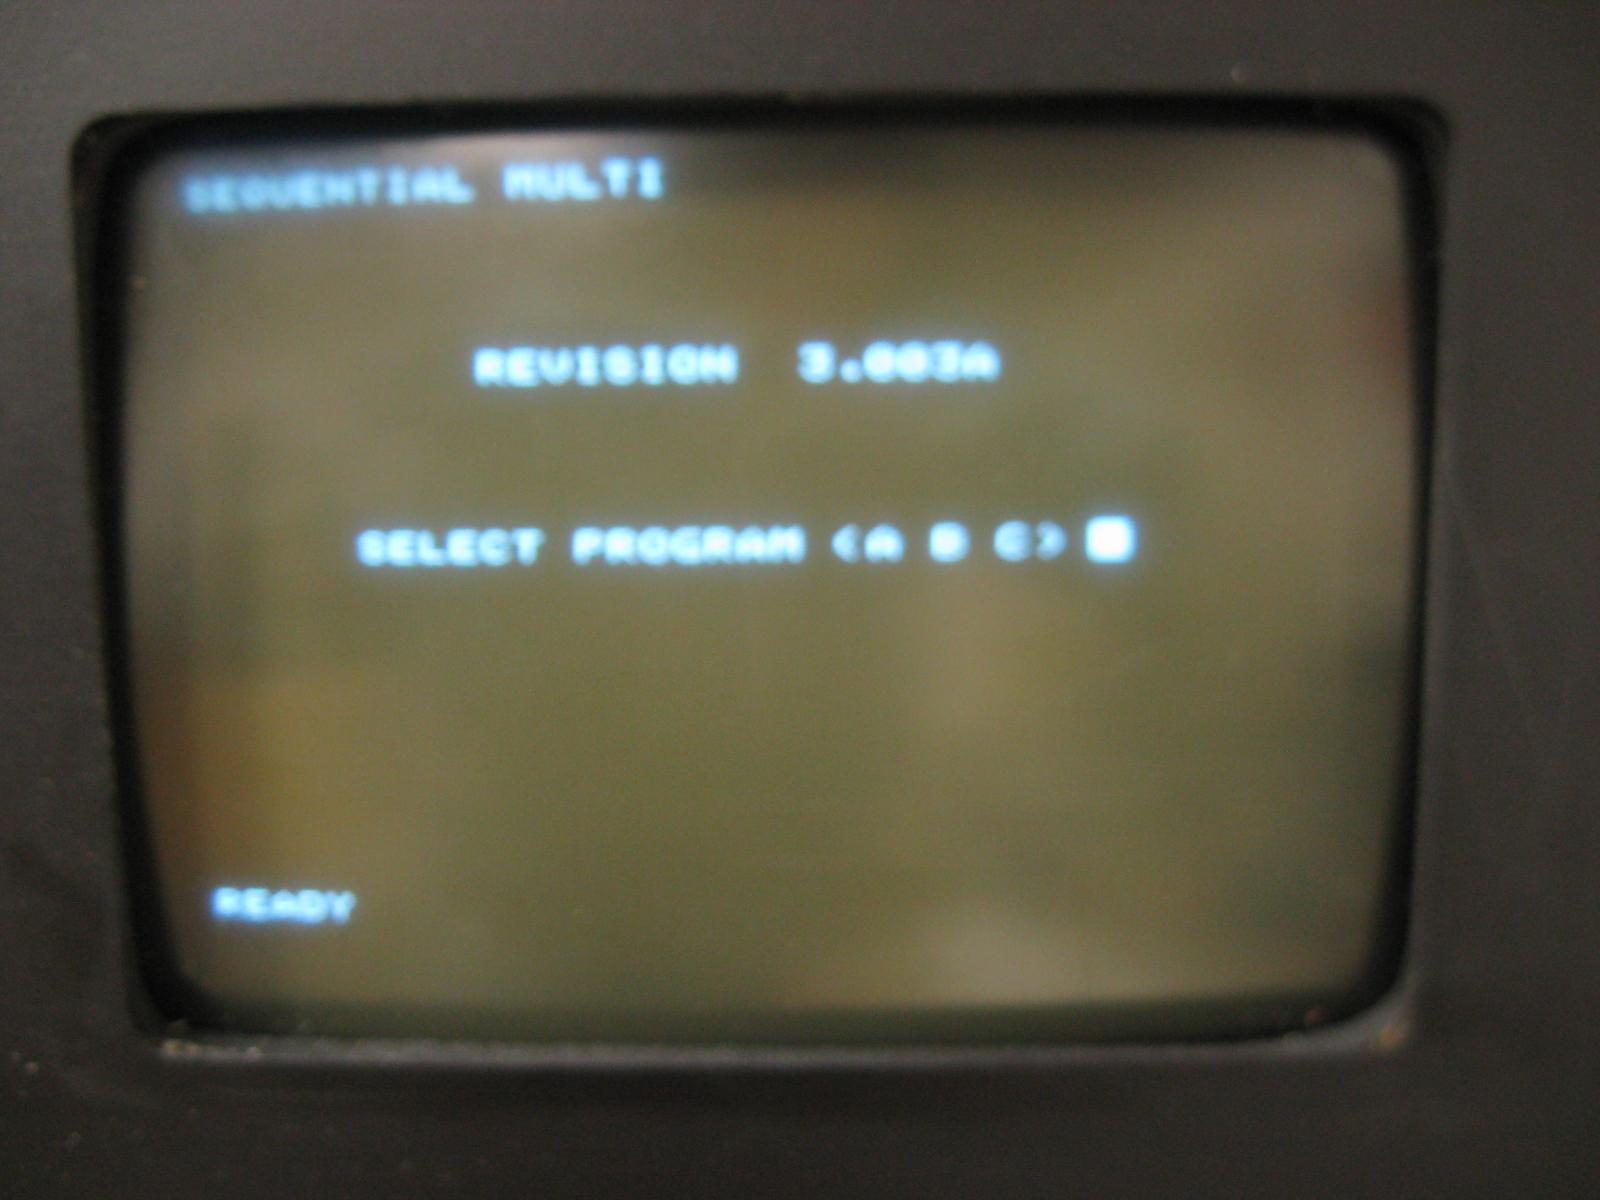 SEQUENTIAL MULTI
REVISION 3.003A
SELECT PROGRAM <A B C>
READY